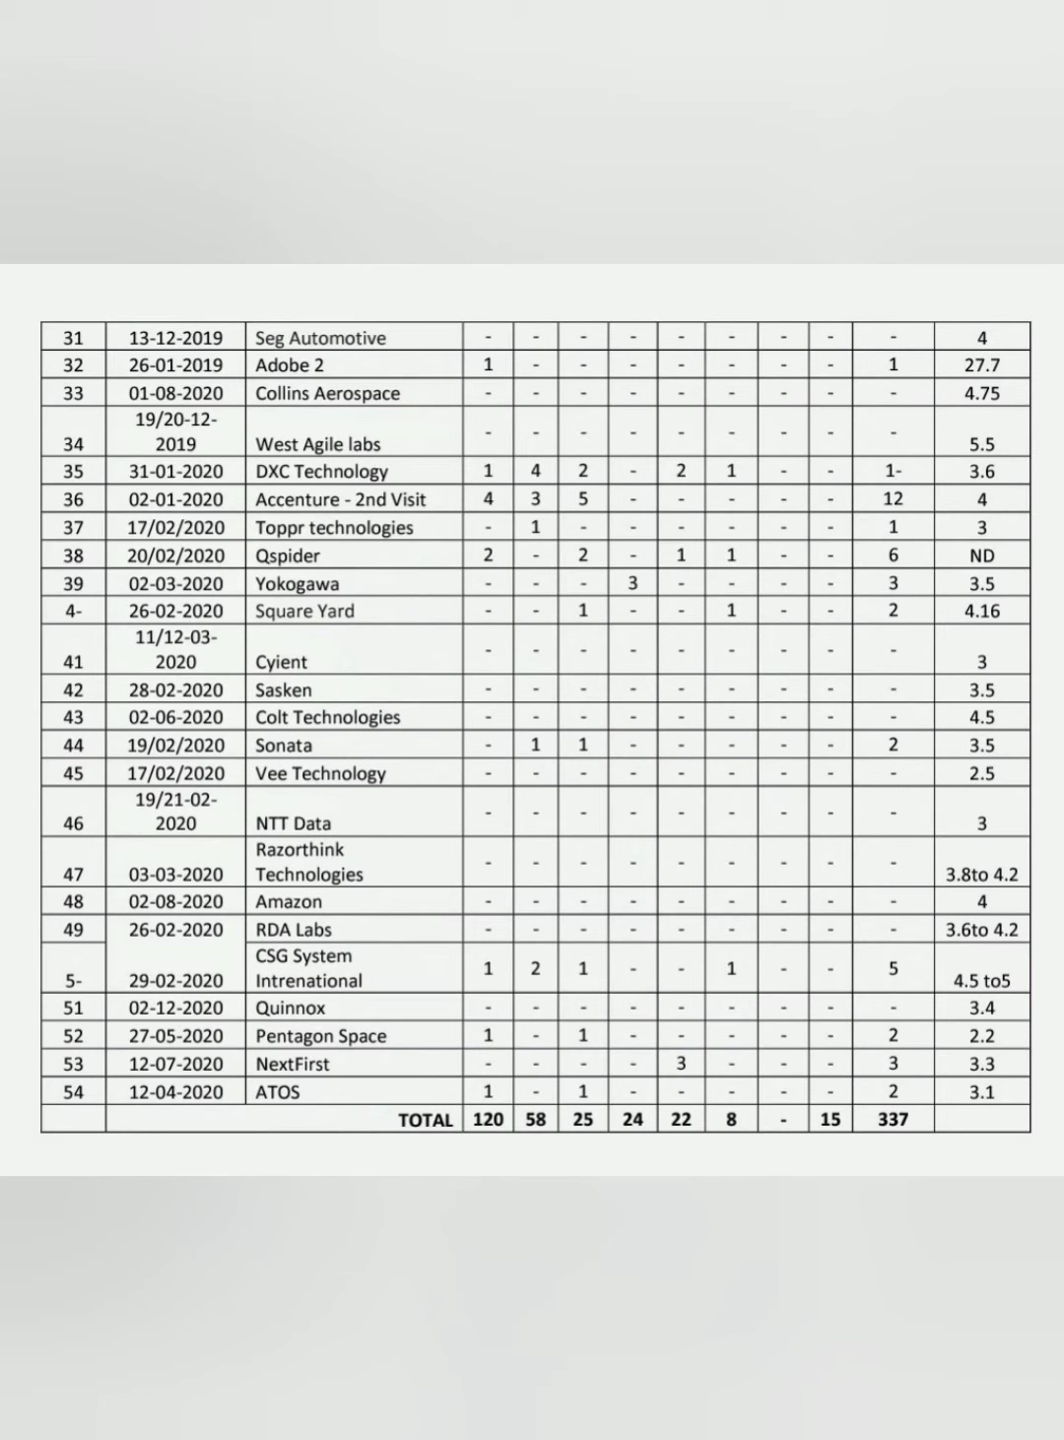 31 13-12-2019 Seg Automotive - - - - - - - - - 4
32 26-01-2019 Adobe 2 1 - - - - - - - 1 27.7
33 01-08-2020 Collins Aerospace - - - - - - - - - 4.75
34 19/20-12-2019 West Agile labs - - - - - - - - - 5.5
35 31-01-2020 DXC Technology 1 4 2 - 2 1 - - 1- 3.6
36 02-01-2020 Accenture - 2nd Visit 4 3 5 - - - - - 12 4
37 17/02/2020 Toppr technologies - 1 - - - - - - 1 3
38 20/02/2020 Qspider 2 - 2 - 1 1 - - 6 ND
39 02-03-2020 Yokogawa - - - 3 - - - - 3 3.5
4- 26-02-2020 Square Yard - - 1 - - 1 - - 2 4.16
41 11/12-03-2020 Cyient - - - - - - - - - 3
42 28-02-2020 Sasken - - - - - - - - - 3.5
43 02-06-2020 Colt Technologies - - - - - - - - - 4.5
44 19/02/2020 Sonata - 1 1 - - - - - 2 3.5
45 17/02/2020 Vee Technology - - - - - - - - - 2.5
46 19/21-02-2020 NTT Data - - - - - - - - - 3
47 03-03-2020 Razorthink Technologies - - - - - - - - - 3.8to 4.2
48 02-08-2020 Amazon - - - - - - - - - 4
49 26-02-2020 RDA Labs - - - - - - - - - 3.6to 4.2
5- 29-02-2020 CSG System Intrenational 1 2 1 - - 1 - - 5 4.5 to5
51 02-12-2020 Quinnox - - - - - - - - - 3.4
52 27-05-2020 Pentagon Space 1 - 1 - - - - - 2 2.2
53 12-07-2020 NextFirst - - - - 3 - - - 3 3.3
54 12-04-2020 ATOS 1 - 1 - - - - - 2 3.1
TOTAL 120 58 25 24 22 8 - 15 337